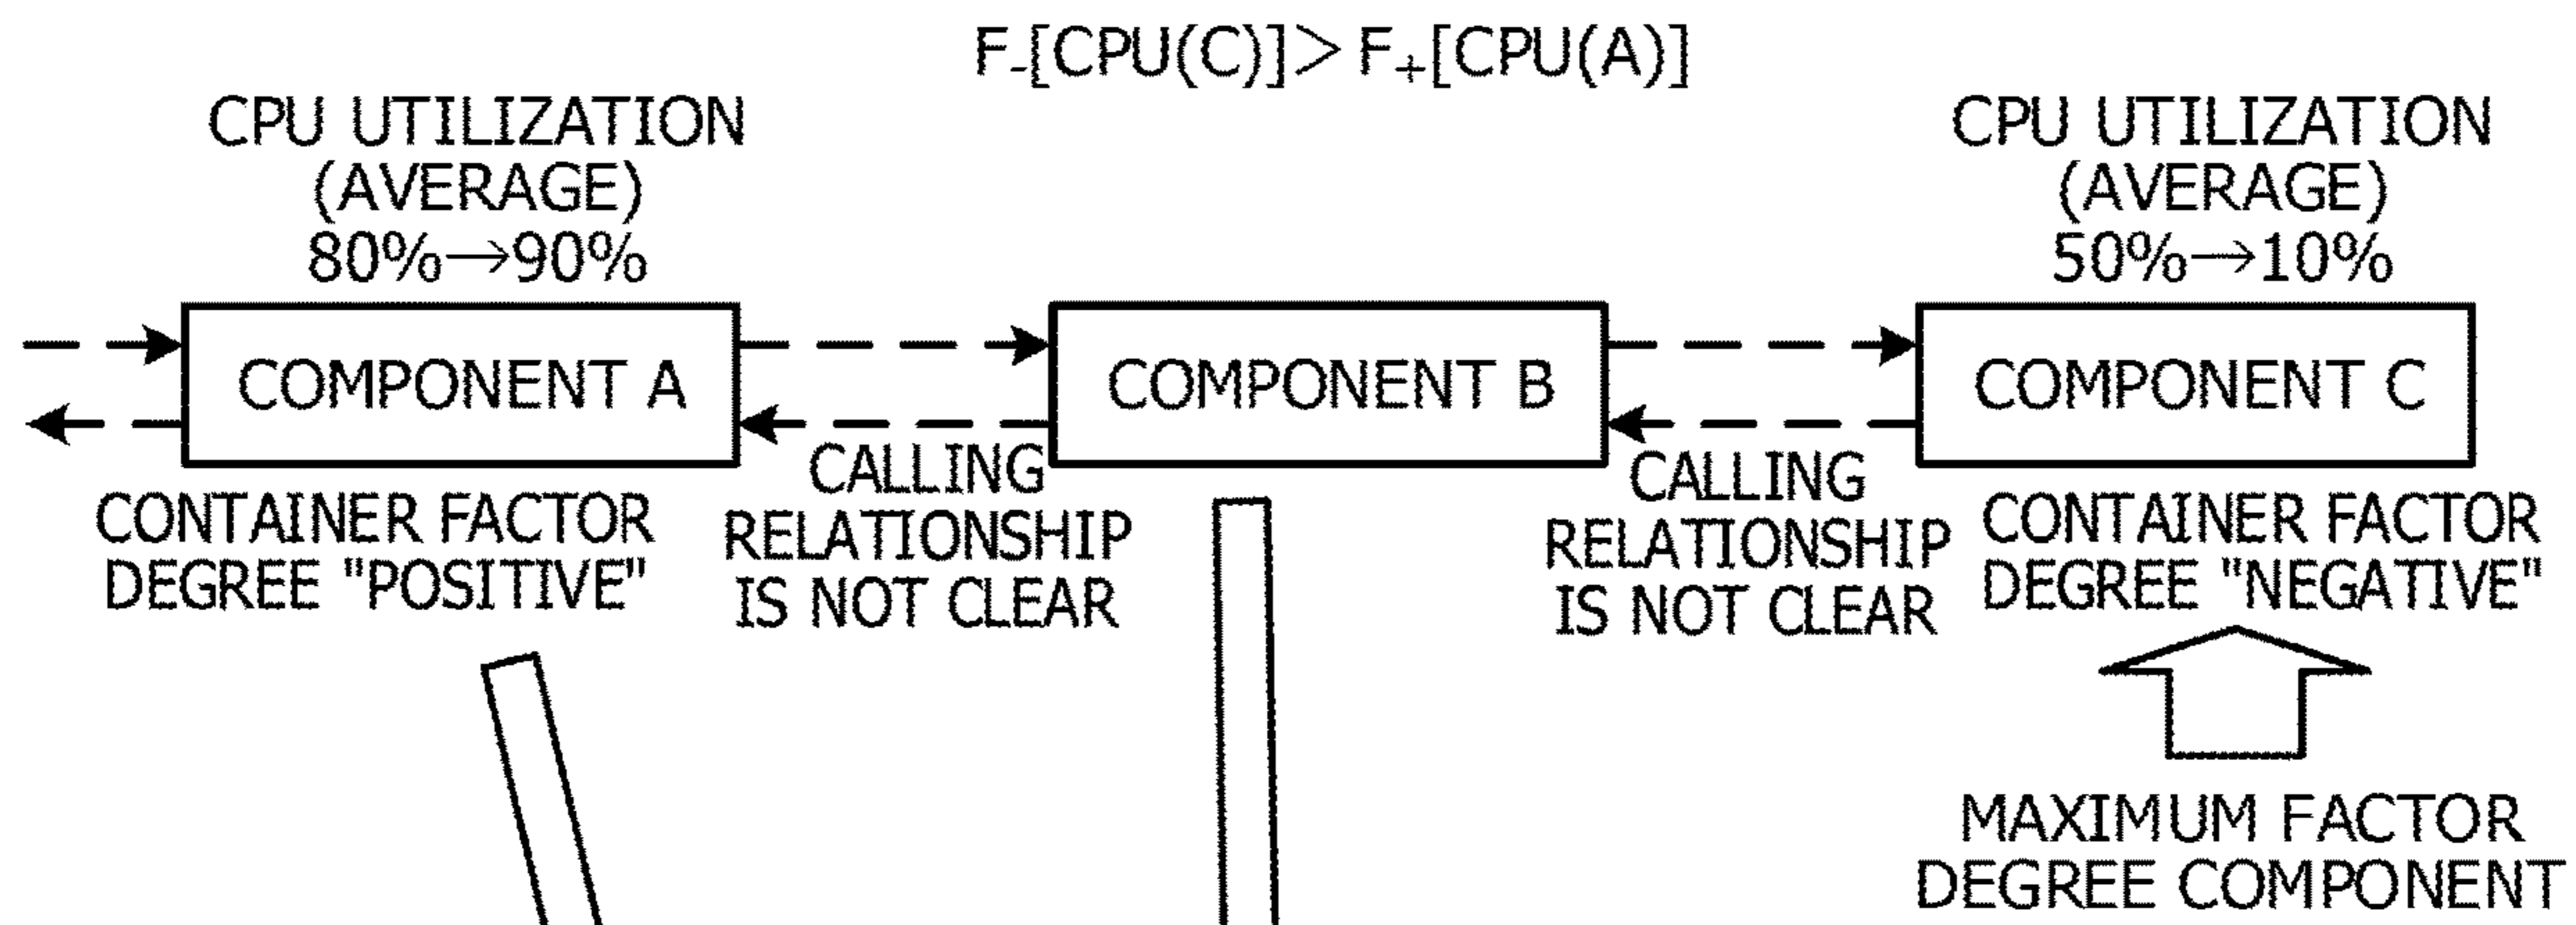 F-[CPU(C)]>F+[CPU(A)]
CPU UTILIZATION
(AVERAGE)
80%→90%
CPU UTILIZATION
(AVERAGE)
50%→10%
COMPONENT A
COMPONENT B
COMPONENT C
CONTAINER FACTOR
DEGREE "POSITIVE"
CALLING
RELATIONSHIP
IS NOT CLEAR
CALLING
RELATIONSHIP
IS NOT CLEAR
CONTAINER FACTOR
DEGREE "NEGATIVE"
MAXIMUM FACTOR
DEGREE COMPONENT